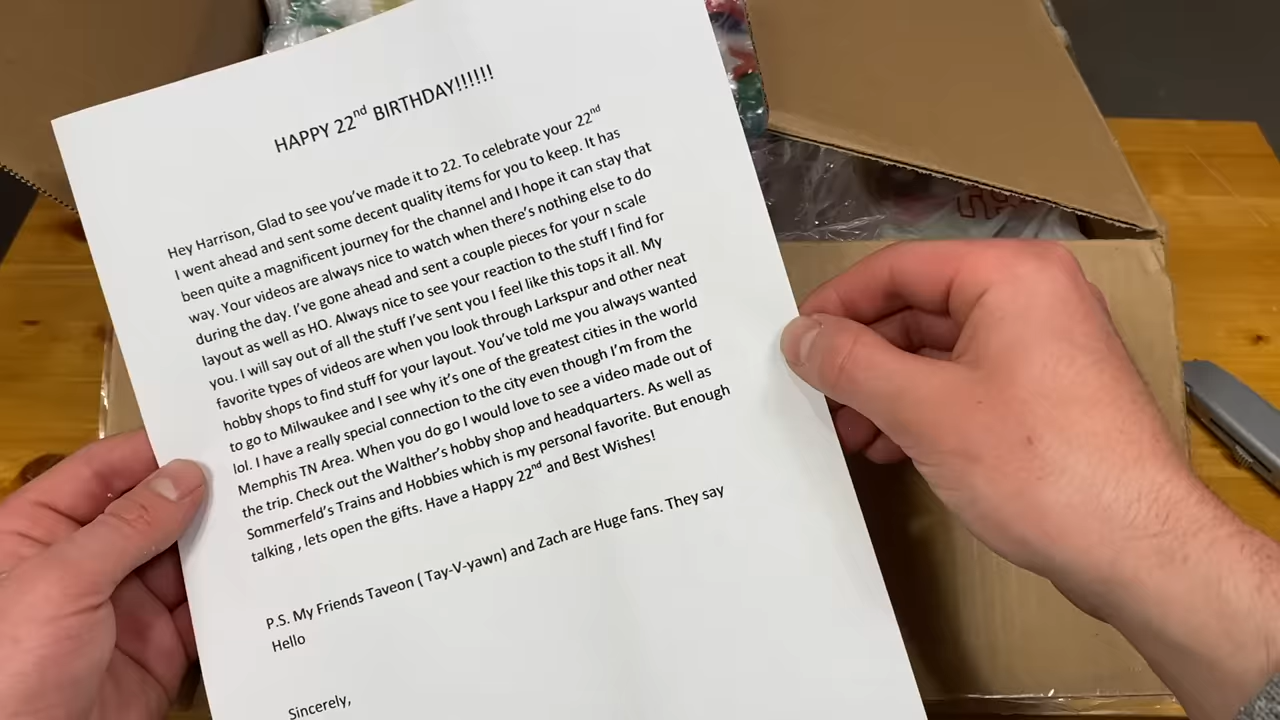 HAPPY 22nd BIRTHDAY!!!!!!
Hey Harrison, Glad to see you've made it to 22. To celebrate your 22nd
I went ahead and sent some decent quality items for you to keep. It has
been quite a magnificent journey for the channel and I hope it can stay that
way. Your videos are always nice to watch when there's nothing else to do
during the day. I've gone ahead and sent a couple pieces for your n scale
layout as well as HO. Always nice to see your reaction to the stuff I find for
you. I will say out of all the stuff I've sent you I feel like this tops it all. My
favorite types of videos are when you look through Larkspur and other neat
hobby shops to find stuff for your layout. You've told me you always wanted
to go to Milwaukee and I see why it's one of the greatest cities in the world
lol. I have a really special connection to the city even though I'm from the
Memphis TN Area. When you do go I would love to see a video made out of
the trip. Check out the Walther's hobby shop and headquarters. As well as
Sommerfeld's Trains and Hobbies which is my personal favorite. But enough
talking , lets open the gifts. Have a Happy 22nd and Best Wishes!
P.S. My Friends Taveon ( Tay-V-yawn) and Zach are Huge fans. They say
Hello
Sincerely,